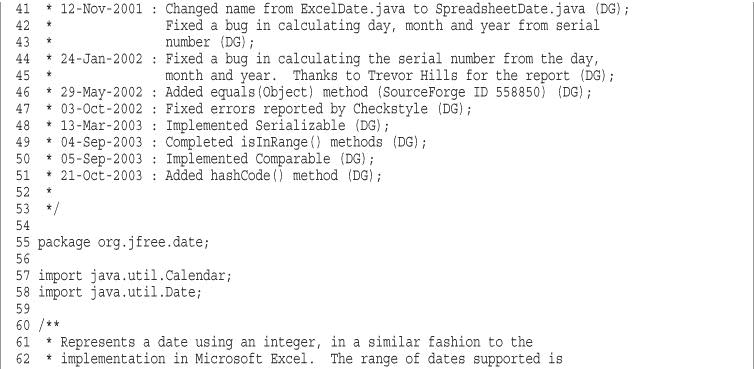 41  * 12-Nov-2001 : Changed name from ExcelDate.java to SpreadsheetDate.java (DG);
42  *               Fixed a bug in calculating day, month and year from serial
43  *               number (DG);
44  * 24-Jan-2002 : Fixed a bug in calculating the serial number from the day,
45  *               month and year.  Thanks to Trevor Hills for the report (DG);
46  * 29-May-2002 : Added equals(Object) method (SourceForge ID 558850) (DG);
47  * 03-Oct-2002 : Fixed errors reported by Checkstyle (DG);
48  * 13-Mar-2003 : Implemented Serializable (DG);
49  * 04-Sep-2003 : Completed isInRange() methods (DG);
50  * 05-Sep-2003 : Implemented Comparable (DG);
51  * 21-Oct-2003 : Added hashCode() method (DG);
52  *
53  */
54
55 package org.jfree.date;
56
57 import java.util.Calendar;
58 import java.util.Date;
59
60 /**
61  * Represents a date using an integer, in a similar fashion to the
62  * implementation in Microsoft Excel.  The range of dates supported is